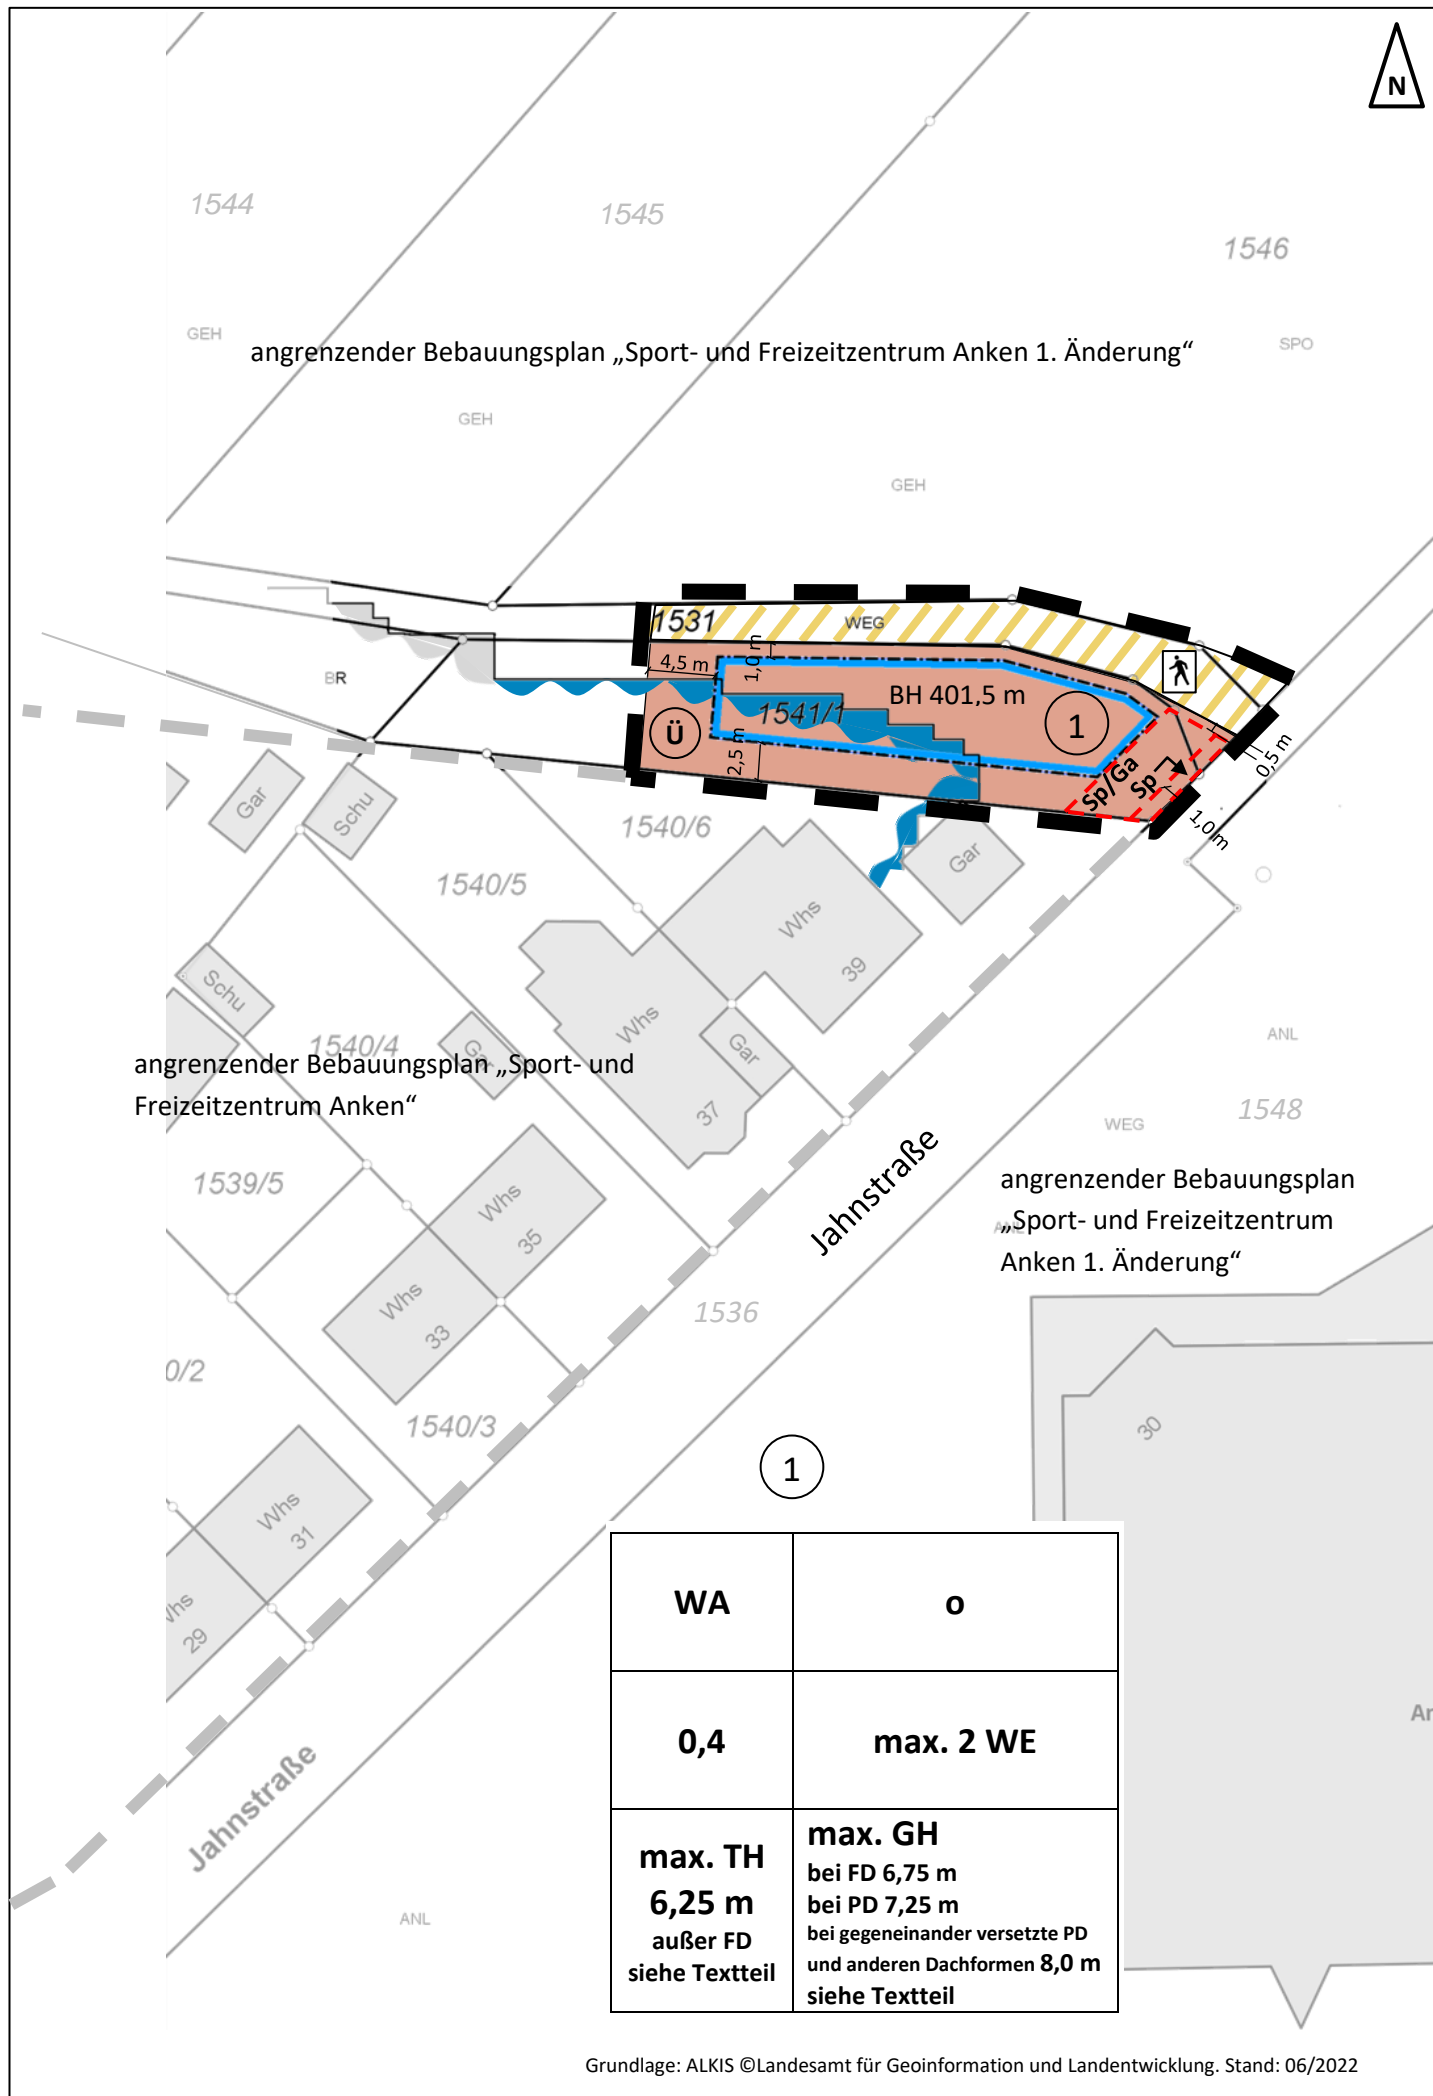 N
1544
1545
1546
GEH
SPO
angrenzender Bebauungsplan „Sport- und Freizeitzentrum Anken 1. Änderung“
GEH
GEH
1531
WEG
4,5 m
1,0 m
BR
BH 401,5 m
1541/1
1
Ü
2,5 m
Sp/Ga
Sp
0,5 m
1,0 m
Gar
Schu
1540/6
Gar
1540/5
Whs
39
Schu
Whs
Gar
1540/4
Gar
ANL
angrenzender Bebauungsplan „Sport- und
Freizeitzentrum Anken“
37
1548
WEG
Jahnstraße
1539/5
angrenzender Bebauungsplan
ANL
„Sport- und Freizeitzentrum
Anken 1. Änderung“
Whs
35
Whs
33
1536
0/2
1540/3
30
1
Whs
31
Whs
29
WA
o
0,4
max. 2 WE
Ar
Jahnstraße
max. TH
6,25 m
außer FD
siehe Textteil
max. GH
bei FD 6,75 m
bei PD 7,25 m
bei gegeneinander versetzte PD
und anderen Dachformen 8,0 m
siehe Textteil
ANL
Grundlage: ALKIS ©Landesamt für Geoinformation und Landentwicklung. Stand: 06/2022